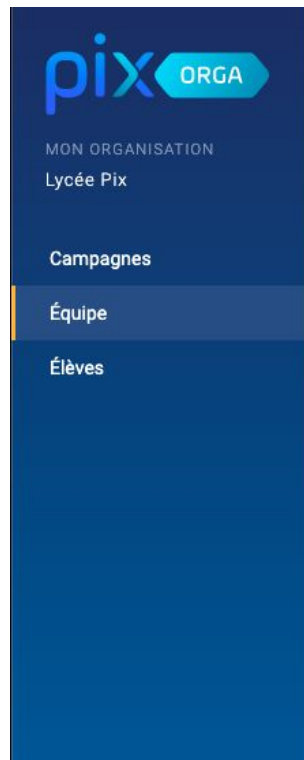 pix ORGA
MON ORGANISATION
Lycée Pix
Campagnes
Équipe
Élèves